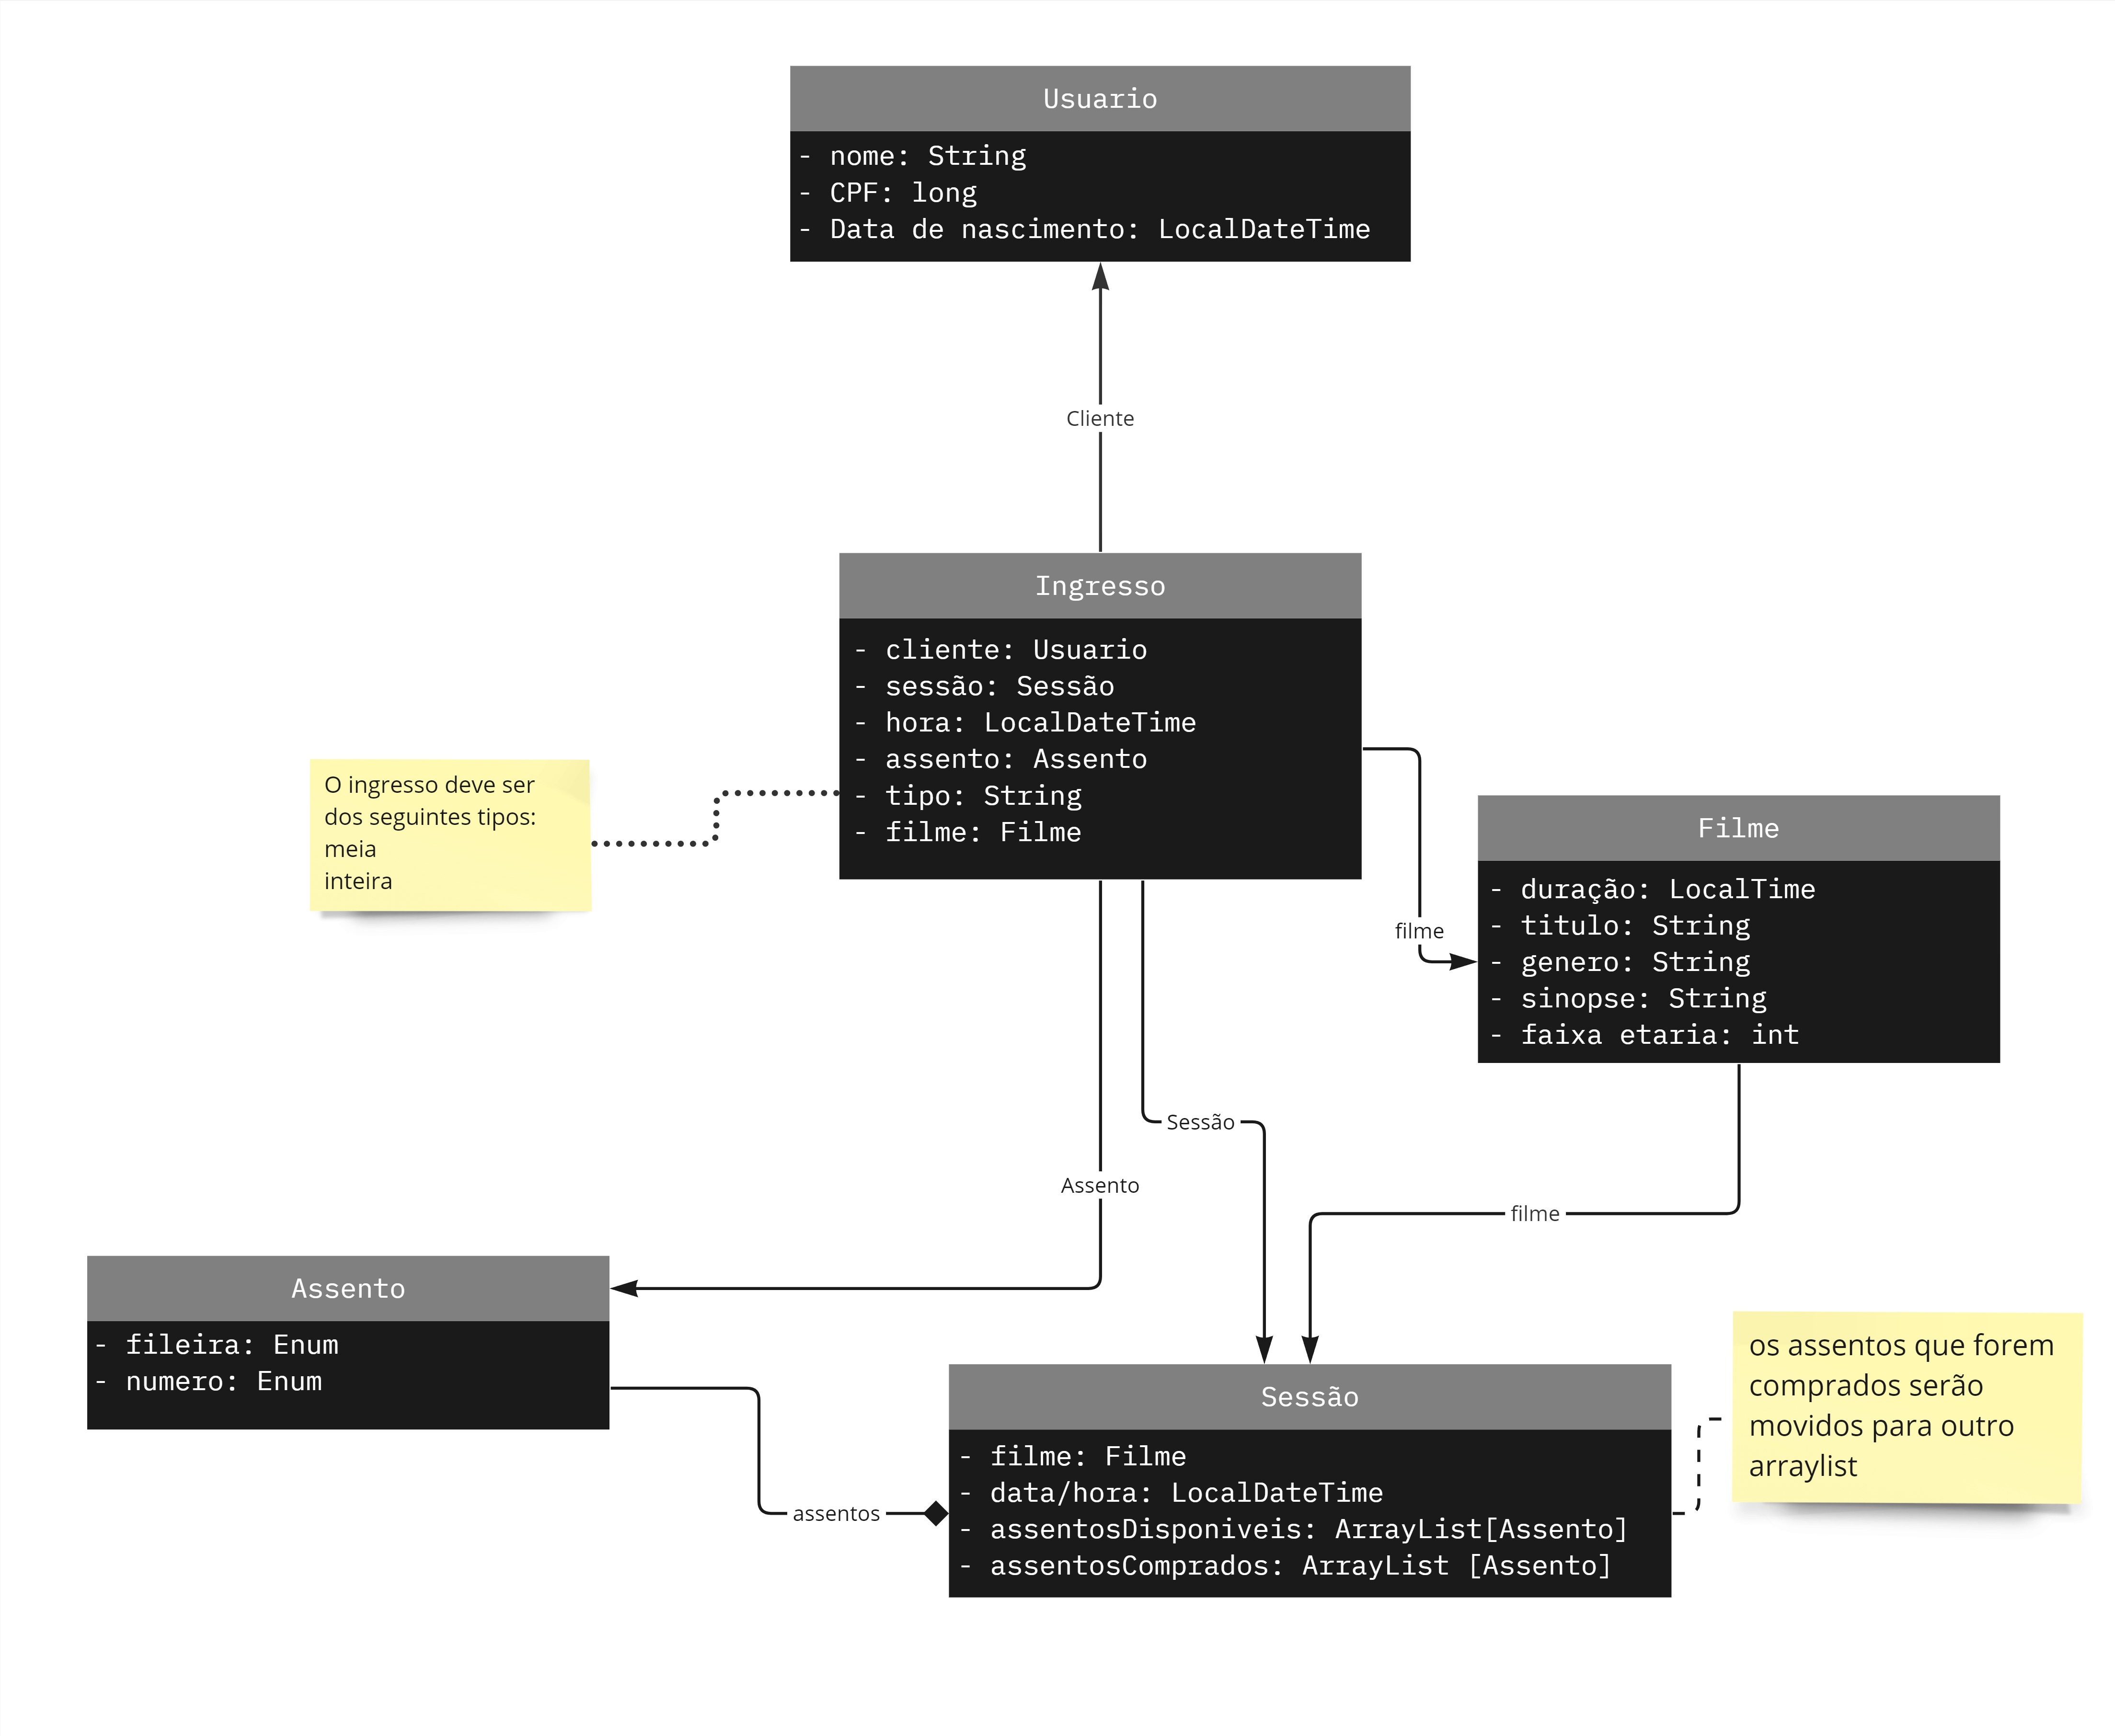 Usuario
- nome: String
- CPF: long
- Data de nascimento: LocalDateTime
Cliente
Ingresso
- cliente: Usuario
- sessão: Sessão
- hora: LocalDateTime
- assento: Assento
- tipo: String
- filme: Filme
O ingresso deve ser
dos seguintes tipos:
meia
inteira
filme
Filme
- duração: LocalTime
- titulo: String
- genero: String
- sinopse: String
- faixa etaria: int
Sessão
Assento
filme
Assento
- fileira: Enum
- numero: Enum
assentos
Sessão
- filme: Filme
- data/hora: LocalDateTime
- assentosDisponiveis: ArrayList[Assento]
- assentosComprados: ArrayList [Assento]
os assentos que forem
comprados serão
movidos para outro
arraylist